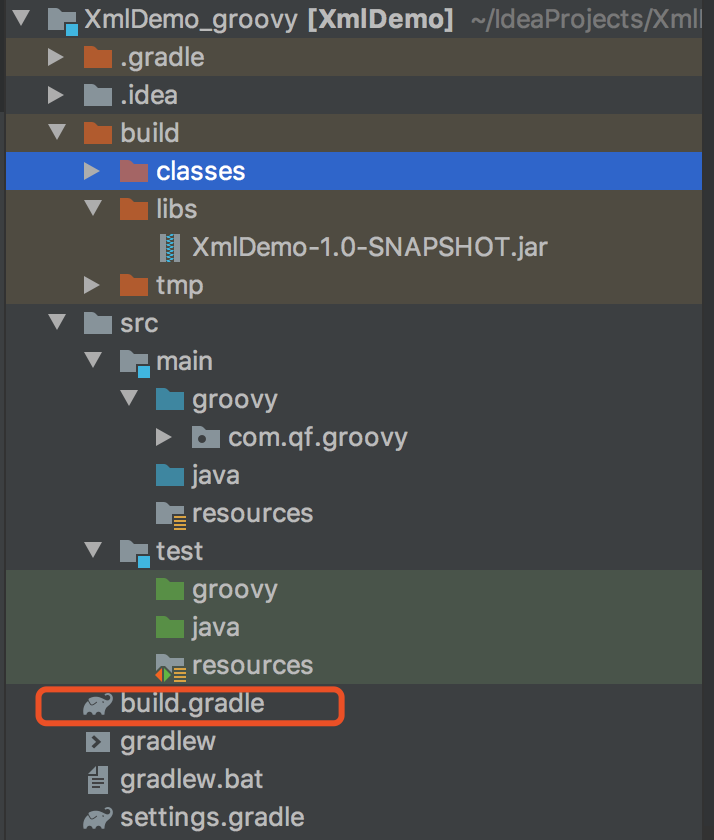 XmlDemo_groovy [XmlDemo] ~/IdeaProjects/Xml
.gradle
.idea
build
classes
libs
XmlDemo-1.0-SNAPSHOT.jar
tmp
src
main
groovy
com.qf.groovy
java
resources
test
groovy
java
resources
build.gradle
gradlew
gradlew.bat
settings.gradle